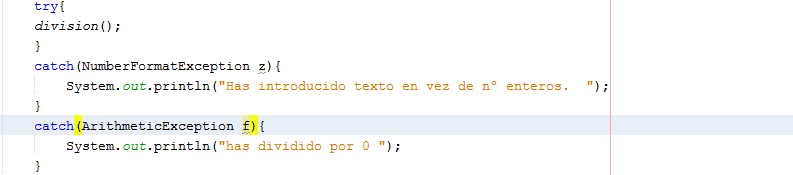 try{
division();
}
catch(NumberFormatException z){
System.out.println("Has introducido texto en vez de nº enteros.  ");
}
catch(ArithmeticException f){
System.out.println("has dividido por 0 ");
}